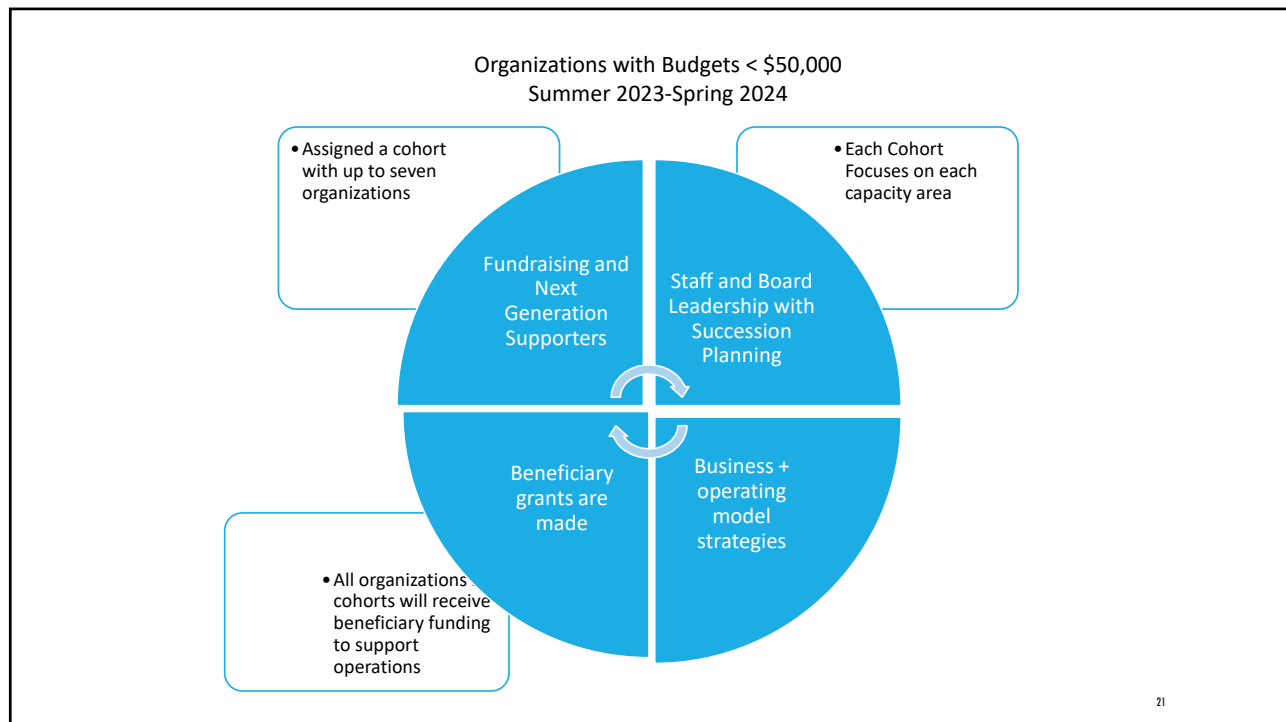 Organizations with Budgets < $50,000
Summer 2023-Spring 2024
• Assigned a cohort
with up to seven
organizations
• Each Cohort
Focuses on each
capacity area
Fundraising and
Next
Generation
Supporters
Staff and Board
Leadership with
Succession
Planning
Beneficiary
grants are
made
Business +
operating
model
strategies
• All organizations
cohorts will receive
beneficiary funding
to support
operations
21